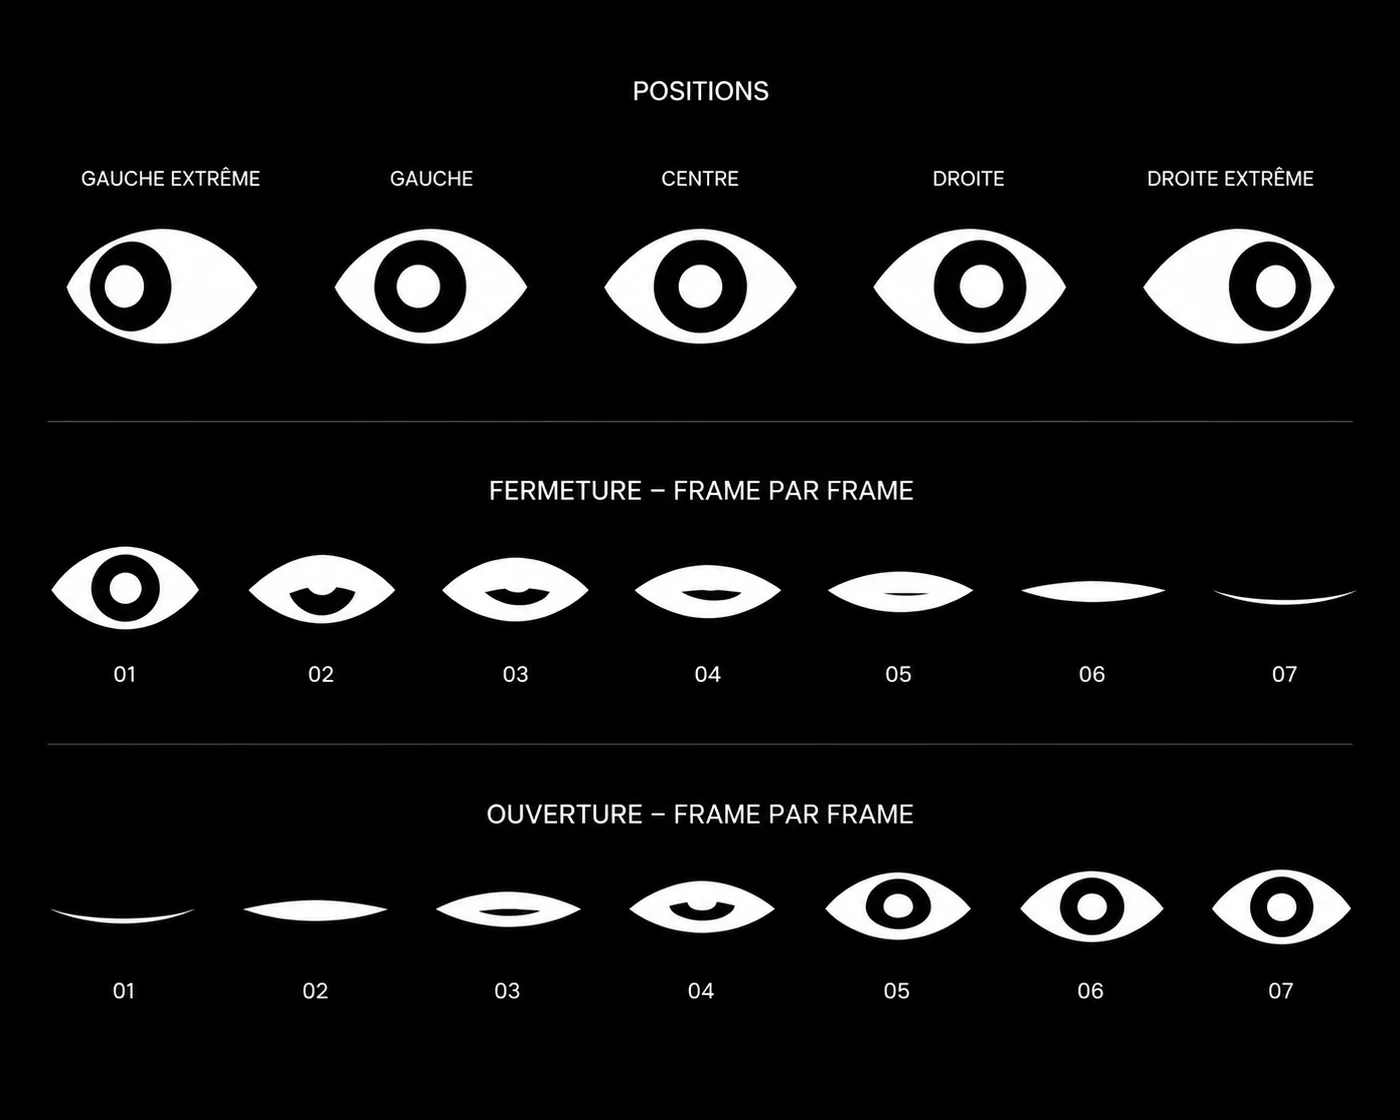 POSITIONS
GAUCHE EXTRÊME GAUCHE CENTRE DROITE DROITE EXTRÊME
FERMETURE – FRAME PAR FRAME
01 02 03 04 05 06 07
OUVERTURE – FRAME PAR FRAME
01 02 03 04 05 06 07